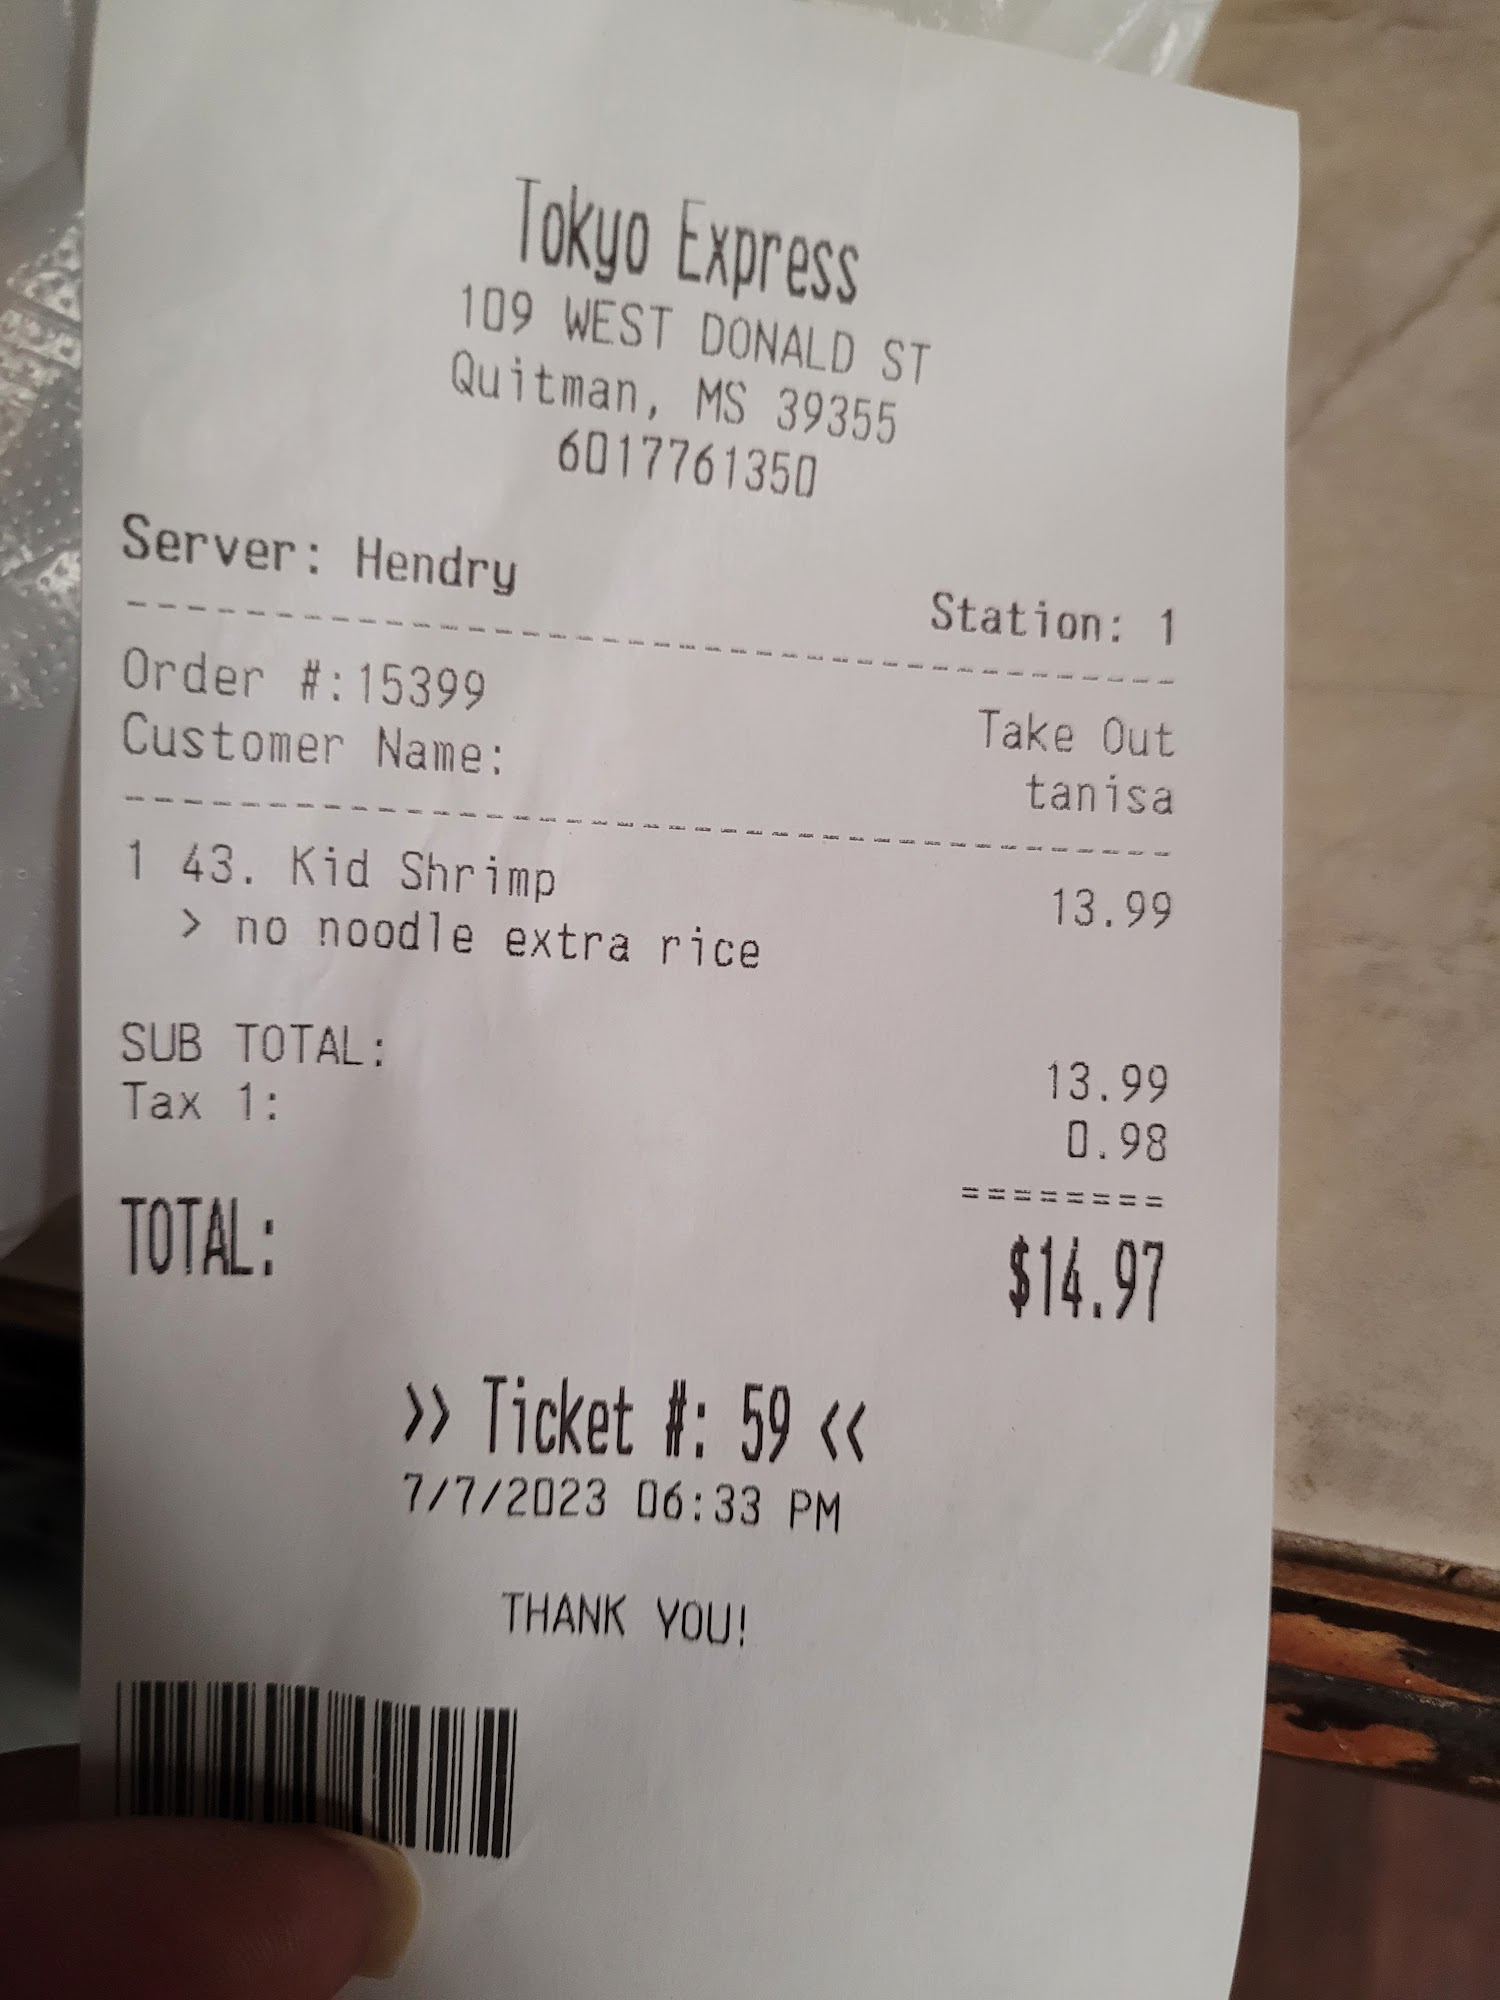 Tokyo Express
109 WEST DONALD ST
Quitman, MS 39355
6017761350
Server: Hendry Station: 1
Order #:15399 Take Out
Customer Name: tanisa
1 43. Kid Shrimp 13.99
> no noodle extra rice
SUB TOTAL: 13.99
Tax 1: 0.98
========
TOTAL: $14.97
>> Ticket #: 59 <<
7/7/2023 06:33 PM
THANK YOU!